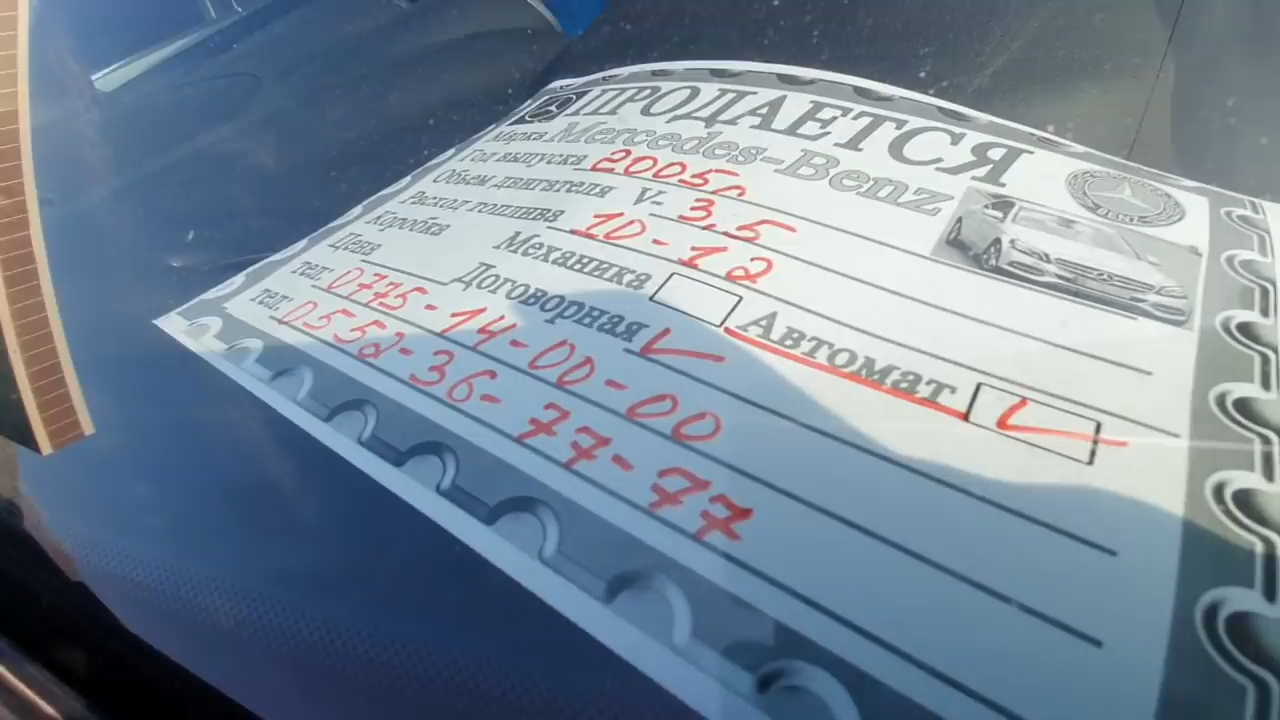 ПРОДАЕТСЯ
Марка Mercedes-Benz
Год выпуска 2005г
Объем двигателя V- 3,5
Расход топлива 10-12
Коробка Механика Автомат
Цена Договорная
тел: 0775-14-00-00
тел: 0552-36-77-77
BENZ